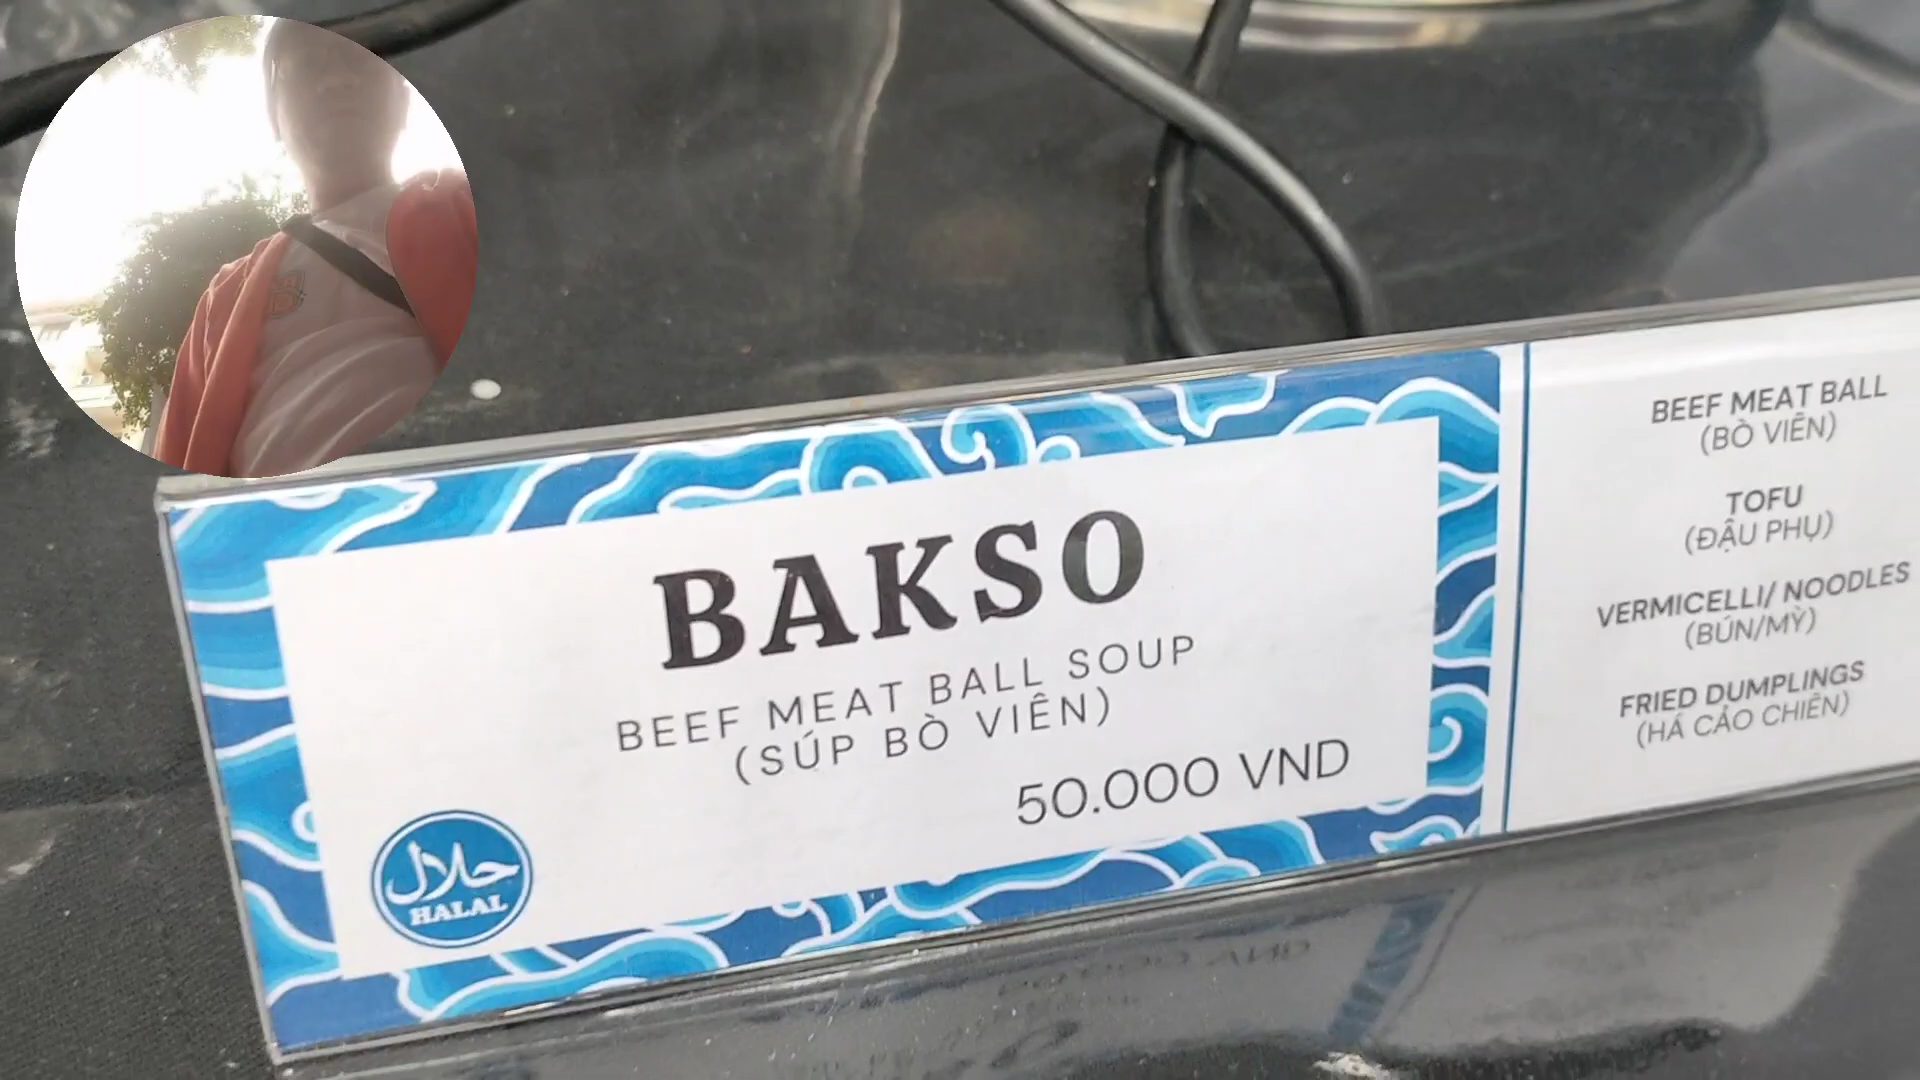 BAKSO
BEEF MEAT BALL SOUP
(SÚP BÒ VIÊN)
50.000 VND
حلال
HALAL
BEEF MEAT BALL
(BÒ VIÊN)
TOFU
(ĐẬU PHỤ)
VERMICELLI/ NOODLES
(BÚN/MỲ)
FRIED DUMPLINGS
(HÁ CẢO CHIÊN)